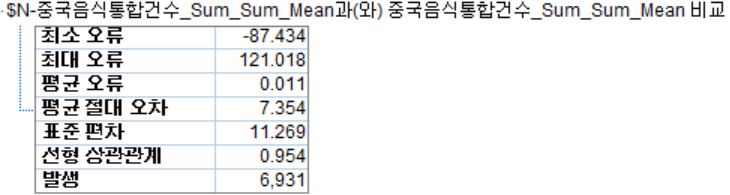 $N-중국음식통합건수_Sum_Sum_Mean과(와) 중국음식통합건수_Sum_Sum_Mean 비교
최소 오류 -87.434
최대 오류 121.018
평균 오류 0.011
평균 절대 오차 7.354
표준 편차 11.269
선형 상관관계 0.954
발생 6,931